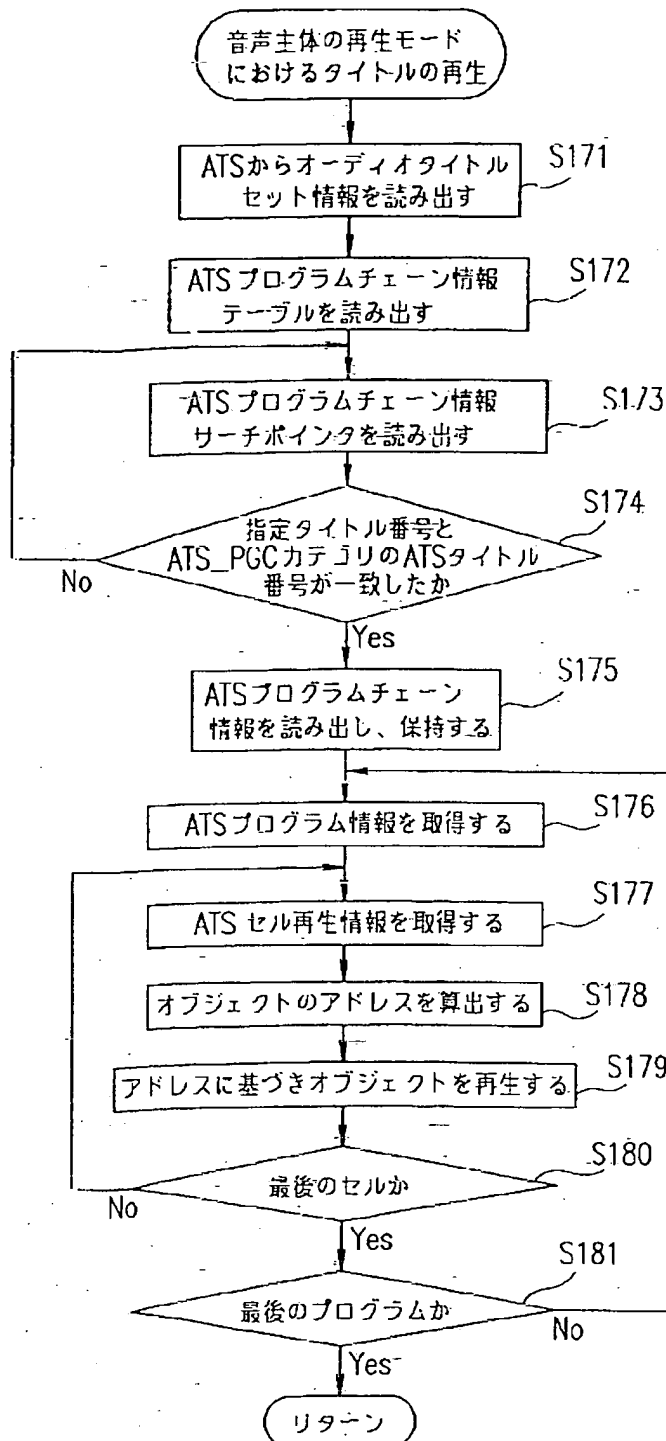 音声主体の再生モード
におけるタイトルの再生
S171
ATSからオーディオタイトル
セット情報を読み出す
S172
ATSプログラムチェーン情報
テーブルを読み出す
S173
ATSプログラムチェーン情報
サーチポインタを読み出す
S174
指定タイトル番号と
ATS_PGCカテゴリのATSタイトル
番号が一致したか
No
Yes
S175
ATSプログラムチェーン
情報を読み出し、保持する
S176
ATSプログラム情報を取得する
S177
ATS セル再生情報を取得する
S178
オブジェクトのアドレスを算出する
S179
アドレスに基づきオブジェクトを再生する
S180
最後のセルか
No
Yes
S181
最後のプログラムか
No
Yes
リターン